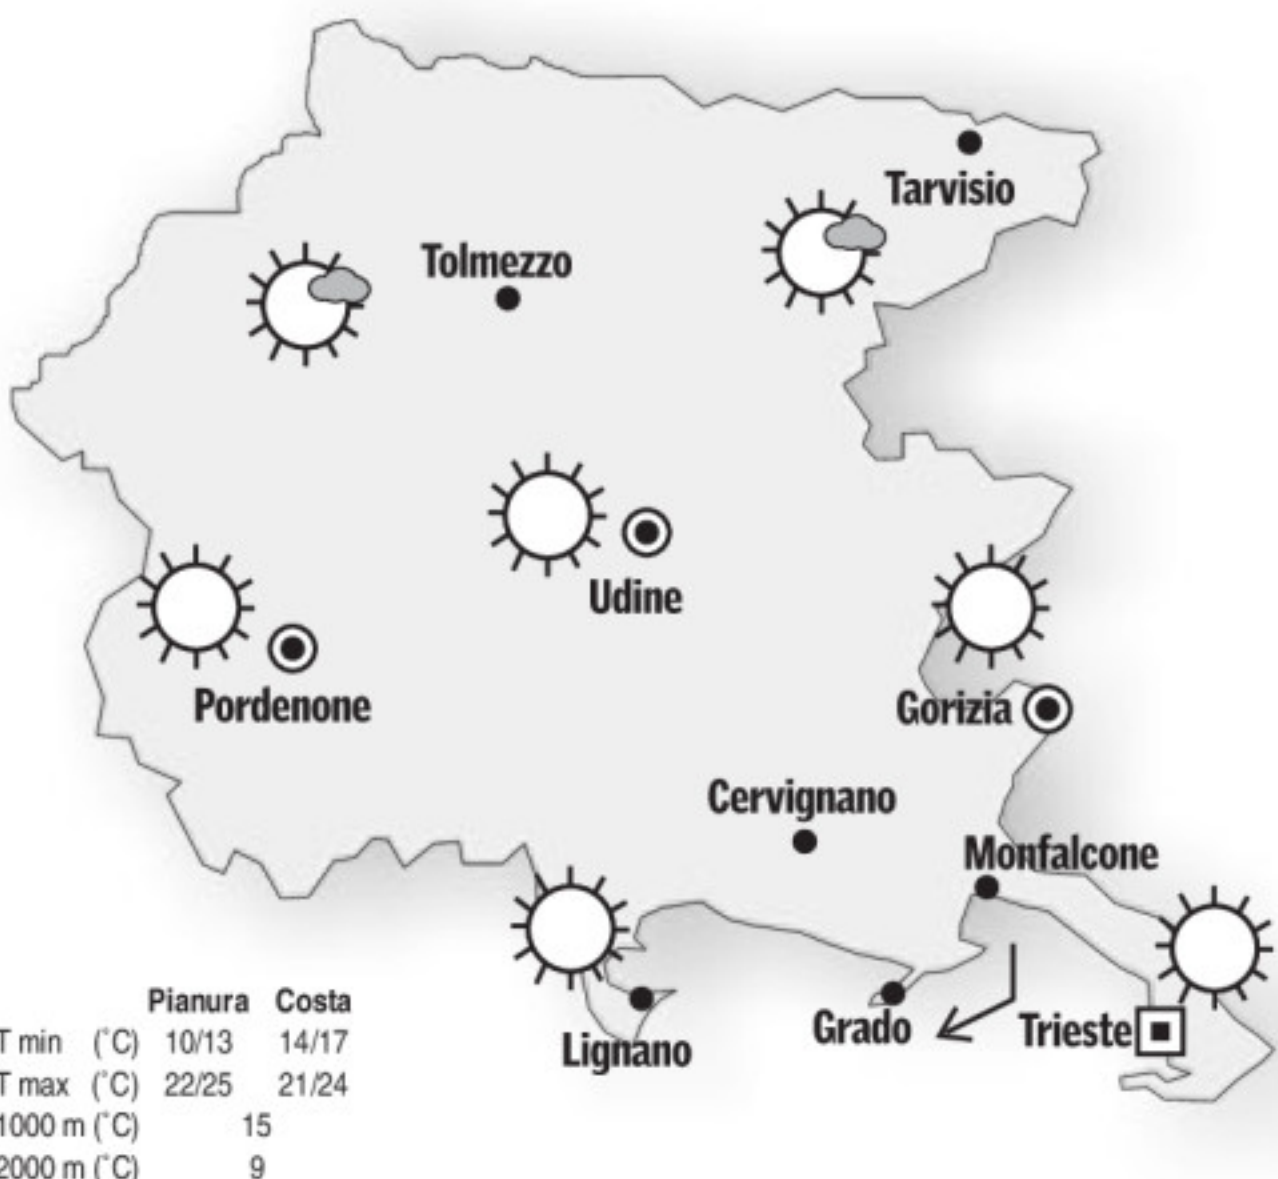 Tarvisio
Tolmezzo
Udine
Pordenone
Gorizia
Cervignano
Monfalcone
Grado
Trieste
Lignano
Pianura Costa
T min (°C) 10/13 14/17
T max (°C) 22/25 21/24
1000 m (°C) 15
2000 m (°C) 9